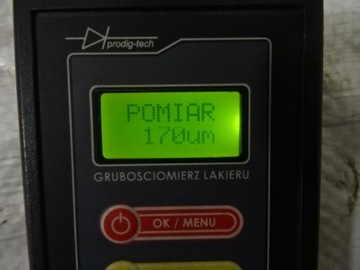 prodig-tech
POMIAR
170um
GRUBOSCIOMIERZ LAKIERU
OK / MENU